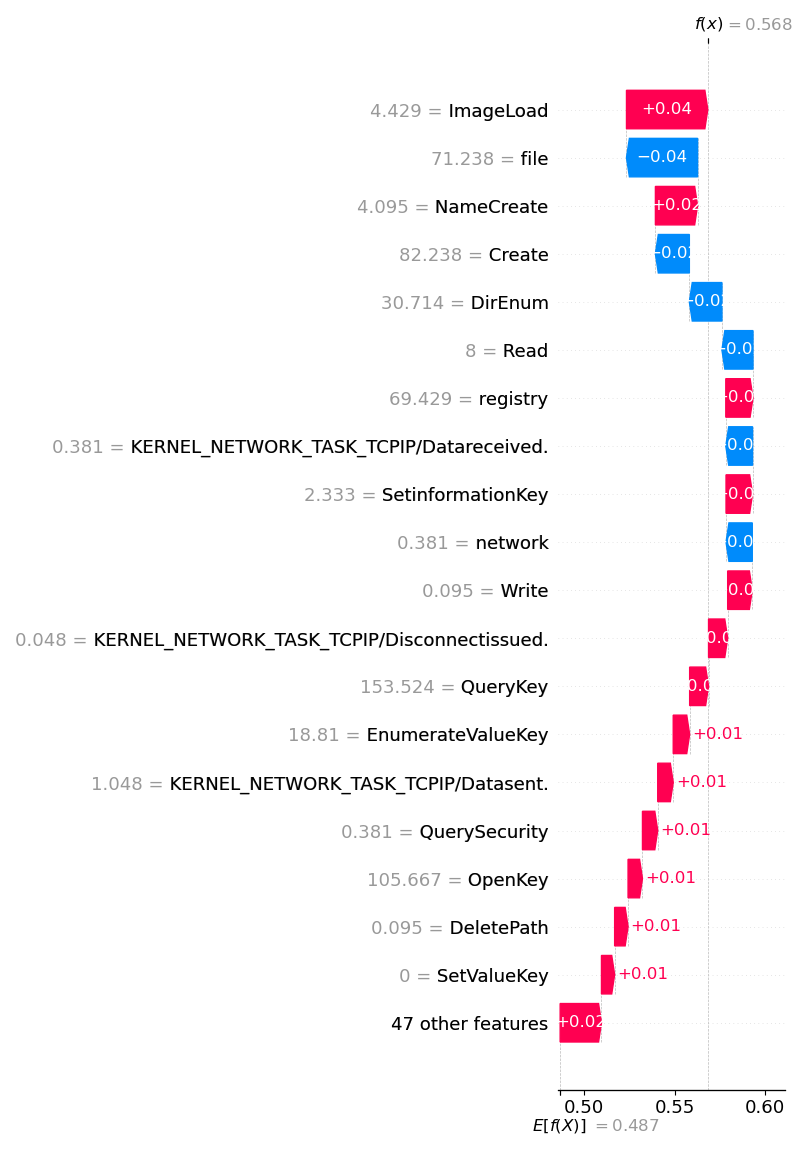 f(x) = 0.568
4.429 = ImageLoad +0.04
71.238 = file −0.04
4.095 = NameCreate +0.02
82.238 = Create
30.714 = DirEnum
8 = Read
69.429 = registry
0.381 = KERNEL_NETWORK_TASK_TCPIP/Datareceived.
2.333 = SetinformationKey
0.381 = network
0.095 = Write
0.048 = KERNEL_NETWORK_TASK_TCPIP/Disconnectissued.
153.524 = QueryKey
18.81 = EnumerateValueKey +0.01
1.048 = KERNEL_NETWORK_TASK_TCPIP/Datasent. +0.01
0.381 = QuerySecurity +0.01
105.667 = OpenKey +0.01
0.095 = DeletePath +0.01
0 = SetValueKey +0.01
47 other features +0.02
0.50 0.55 0.60
E[f(X)] = 0.487